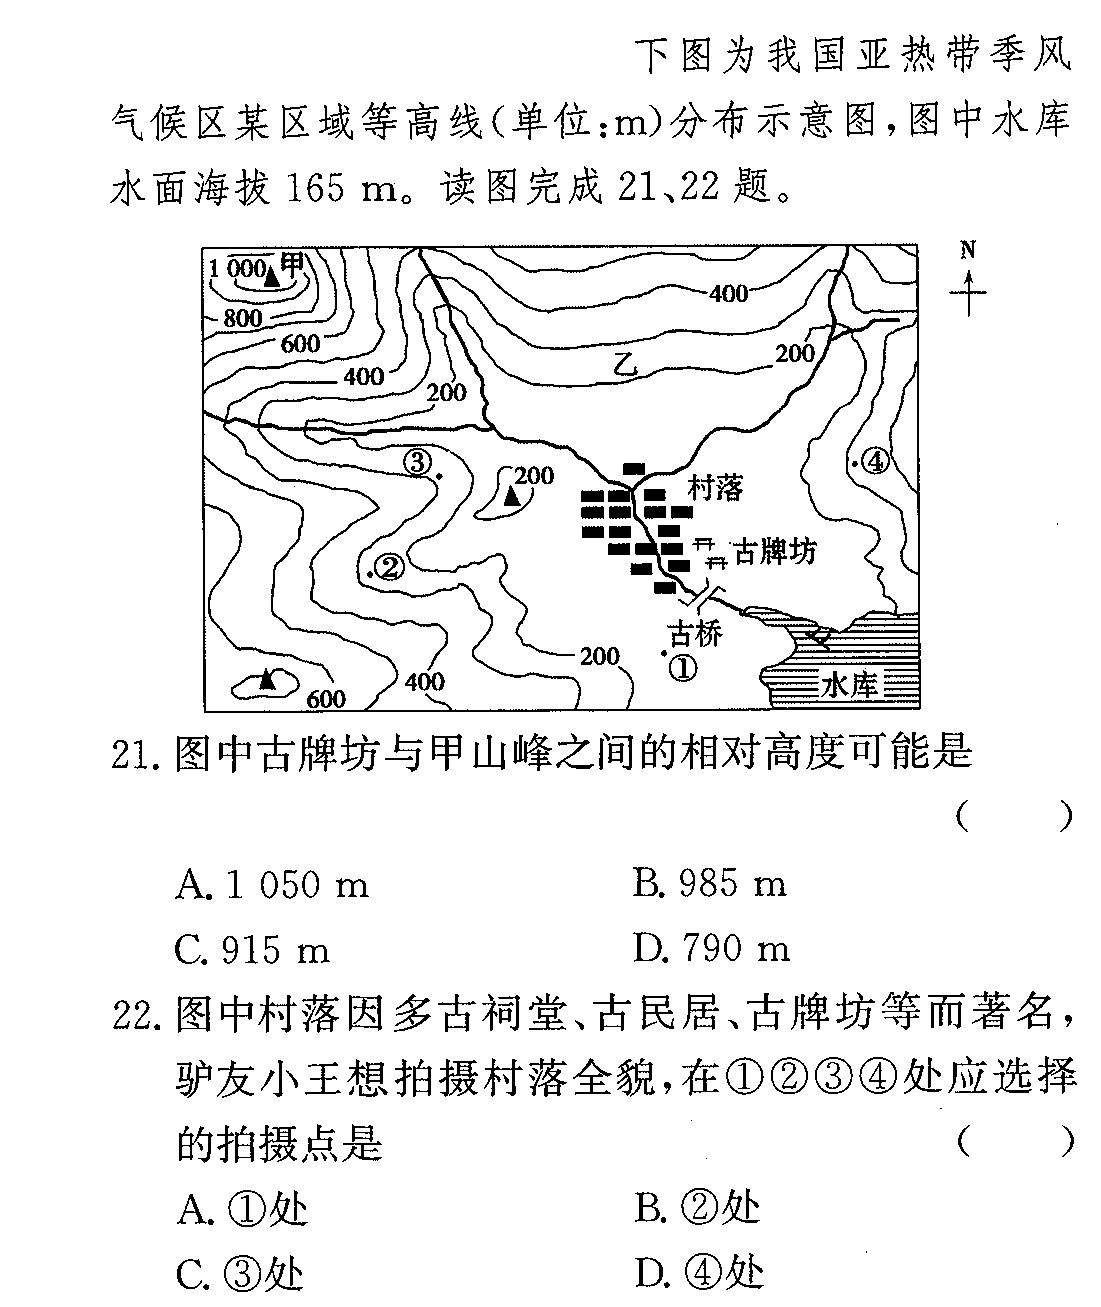 下图为我国亚热带季风
气候区某区域等高线(单位:m)分布示意图,图中水库
水面海拔 165 m。读图完成 21、22 题。
N
1 000 甲
800
600
400
200
400
乙
200
③
200
④
村落
②
古牌坊
古桥
200
①
400
600
水库
21. 图中古牌坊与甲山峰之间的相对高度可能是
(  )
A. 1 050 m B. 985 m
C. 915 m D. 790 m
22. 图中村落因多古祠堂、古民居、古牌坊等而著名,
驴友小王想拍摄村落全貌,在①②③④处应选择
的拍摄点是 (  )
A. ①处 B. ②处
C. ③处 D. ④处